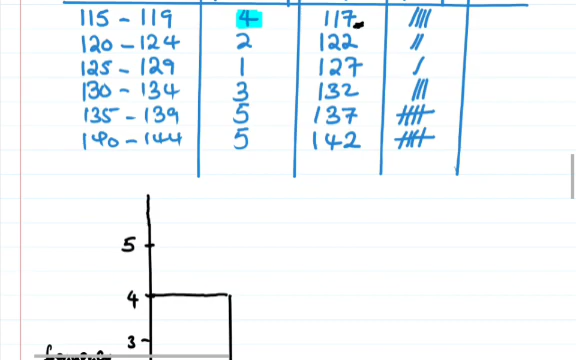 115 - 119 4 117. ||||
120 - 124 2 122 ||
125 - 129 1 127 |
130 - 134 3 132 |||
135 - 139 5 137 ||||
140 - 144 5 142 ||||
5
4
3